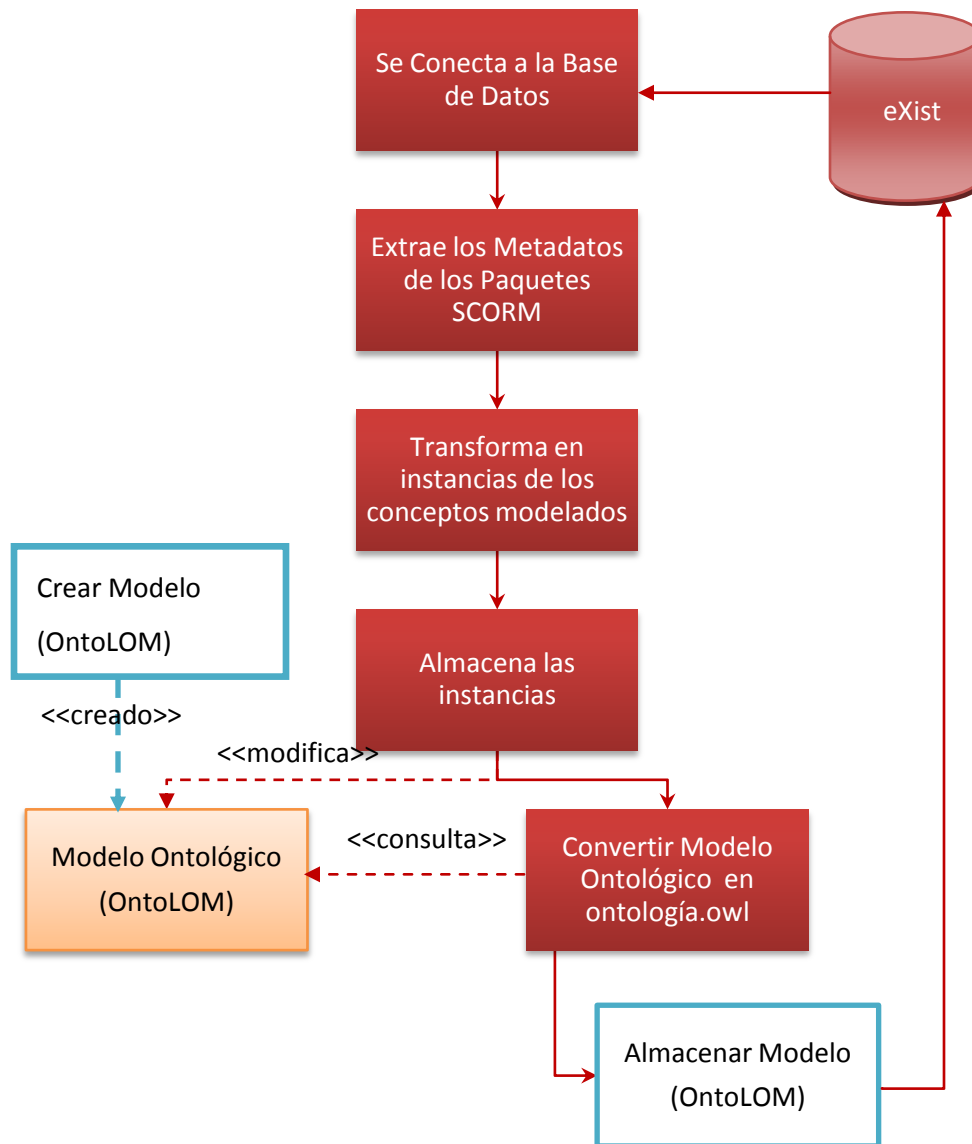 Se Conecta a la Base
de Datos
eXist
Extrae los Metadatos
de los Paquetes
SCORM
Transforma en
instancias de los
conceptos modelados
Crear Modelo
(OntoLOM)
Almacena las
instancias
<<creado>>
<<modifica>>
Modelo Ontológico
(OntoLOM)
<<consulta>>
Convertir Modelo
Ontológico en
ontología.owl
Almacenar Modelo
(OntoLOM)